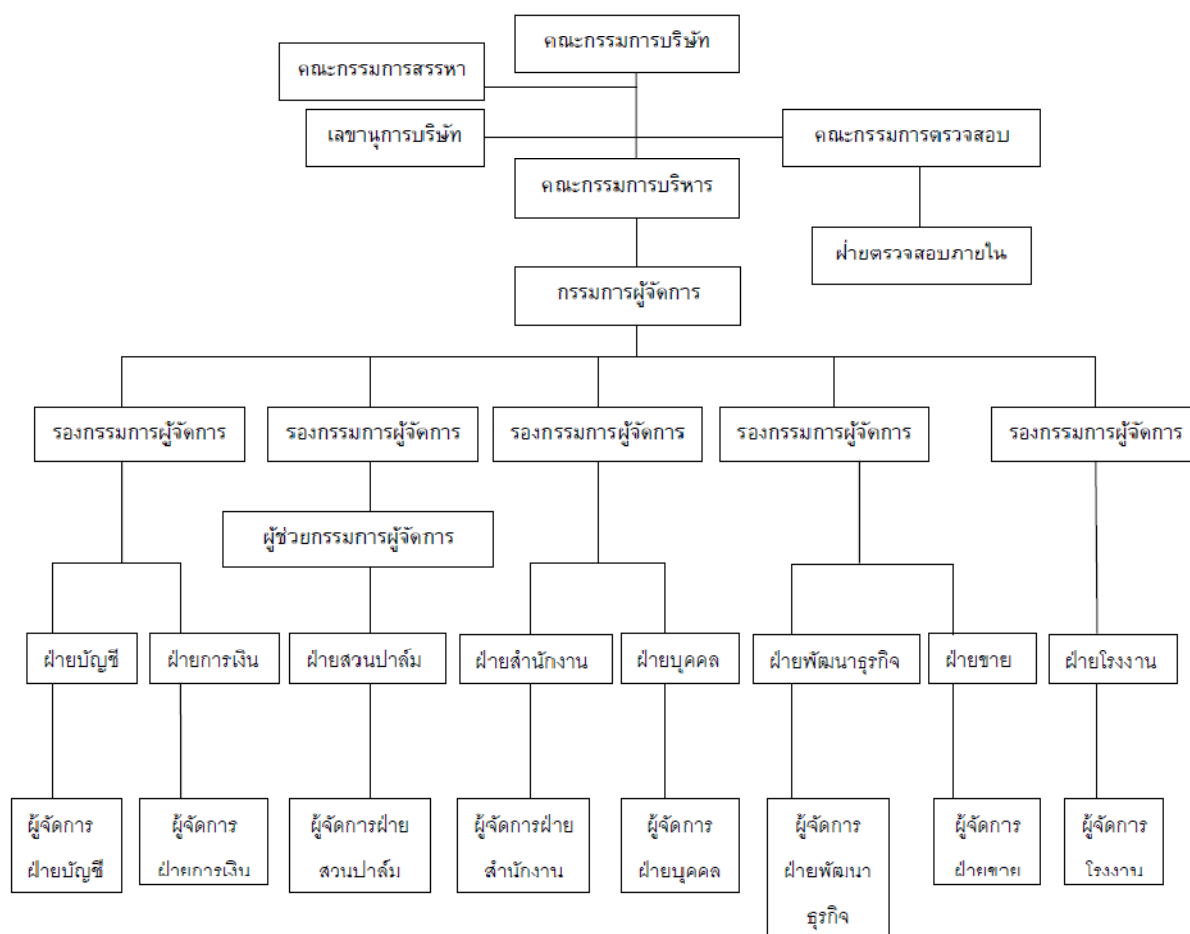 คณะกรรมการบริษัท
คณะกรรมการสรรหา
เลขานุการบริษัท
คณะกรรมการตรวจสอบ
คณะกรรมการบริหาร
ฝ่ายตรวจสอบภายใน
กรรมการผู้จัดการ
รองกรรมการผู้จัดการ
รองกรรมการผู้จัดการ
รองกรรมการผู้จัดการ
รองกรรมการผู้จัดการ
รองกรรมการผู้จัดการ
ผู้ช่วยกรรมการผู้จัดการ
ฝ่ายบัญชี
ฝ่ายการเงิน
ฝ่ายสวนปาล์ม
ฝ่ายสำนักงาน
ฝ่ายบุคคล
ฝ่ายพัฒนาธุรกิจ
ฝ่ายขาย
ฝ่ายโรงงาน
ผู้จัดการ
ฝ่ายบัญชี
ผู้จัดการ
ฝ่ายการเงิน
ผู้จัดการฝ่าย
สวนปาล์ม
ผู้จัดการฝ่าย
สำนักงาน
ผู้จัดการ
ฝ่ายบุคคล
ผู้จัดการ
ฝ่ายพัฒนา
ธุรกิจ
ผู้จัดการ
ฝ่ายขาย
ผู้จัดการ
โรงงาน